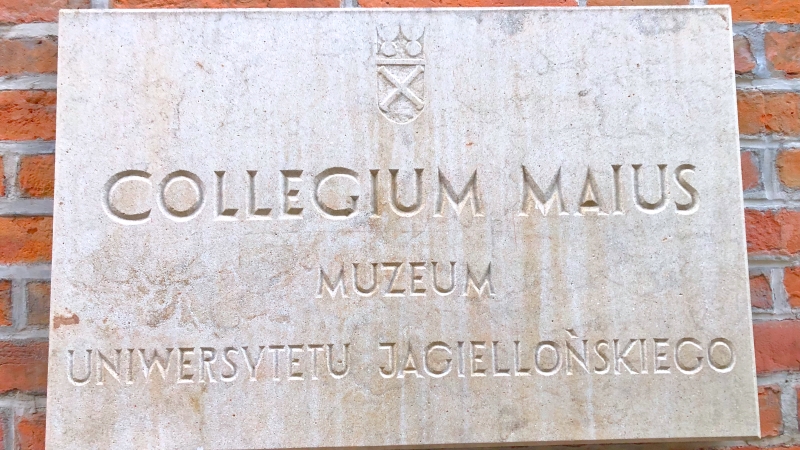 COLLEGIUM MAIUS
MUZEUM
UNIWERSYTETU JAGIELLOŃSKIEGO